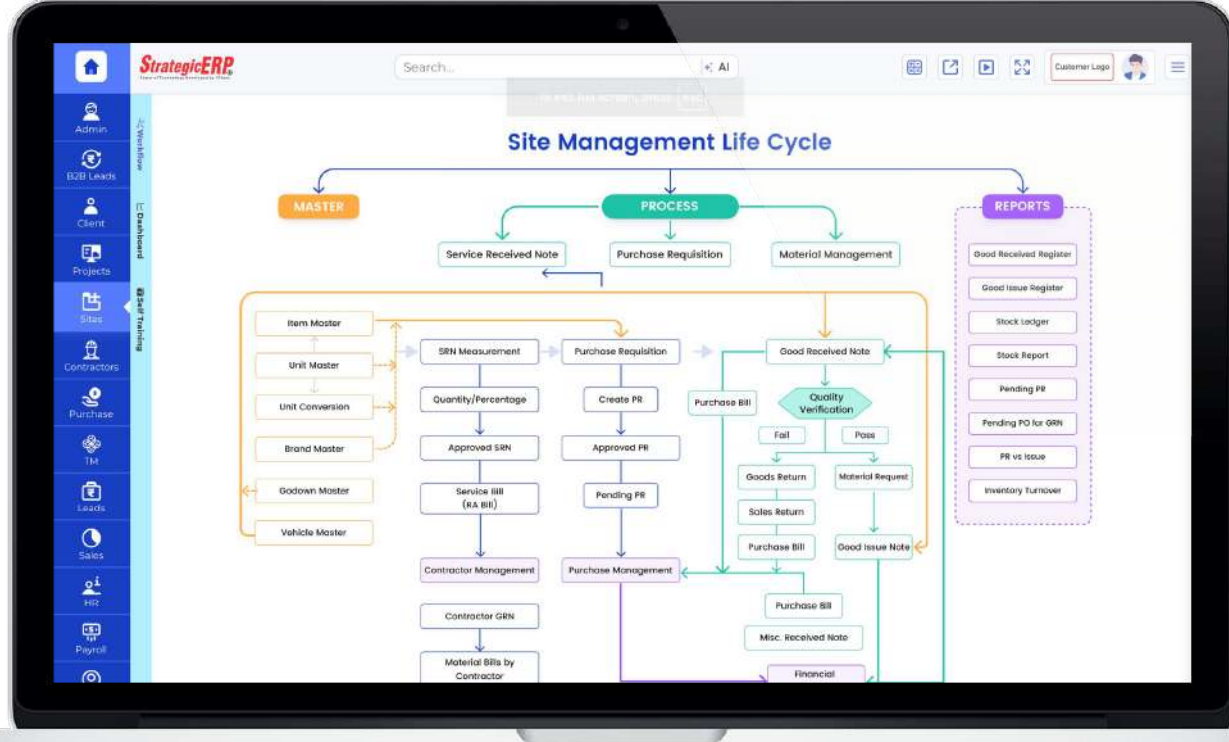 StrategicERP
Search...
AI
Customer Logo
Admin
B2B Leads
Client
Projects
Sites
Contractors
Purchase
TM
Leads
Sales
HR
Payroll
Workflow
Dashboard
Self Training
Site Management Life Cycle
MASTER
PROCESS
REPORTS
Service Received Note
Purchase Requisition
Material Management
Item Master
Unit Master
Unit Conversion
Brand Master
Godown Master
Vehicle Master
SRN Measurement
Quantity/Percentage
Approved SRN
Service Bill
(RA Bill)
Contractor Management
Contractor GRN
Material Bills by
Contractor
Purchase Requisition
Create PR
Approved PR
Pending PR
Purchase Management
Good Received Note
Purchase Bill
Quality
Verification
Fail
Pass
Goods Return
Material Request
Sales Return
Purchase Bill
Good Issue Note
Purchase Bill
Misc. Received Note
Financial
Good Received Register
Good Issue Register
Stock Ledger
Stock Report
Pending PR
Pending PO for GRN
PR vs Issue
Inventory Turnover